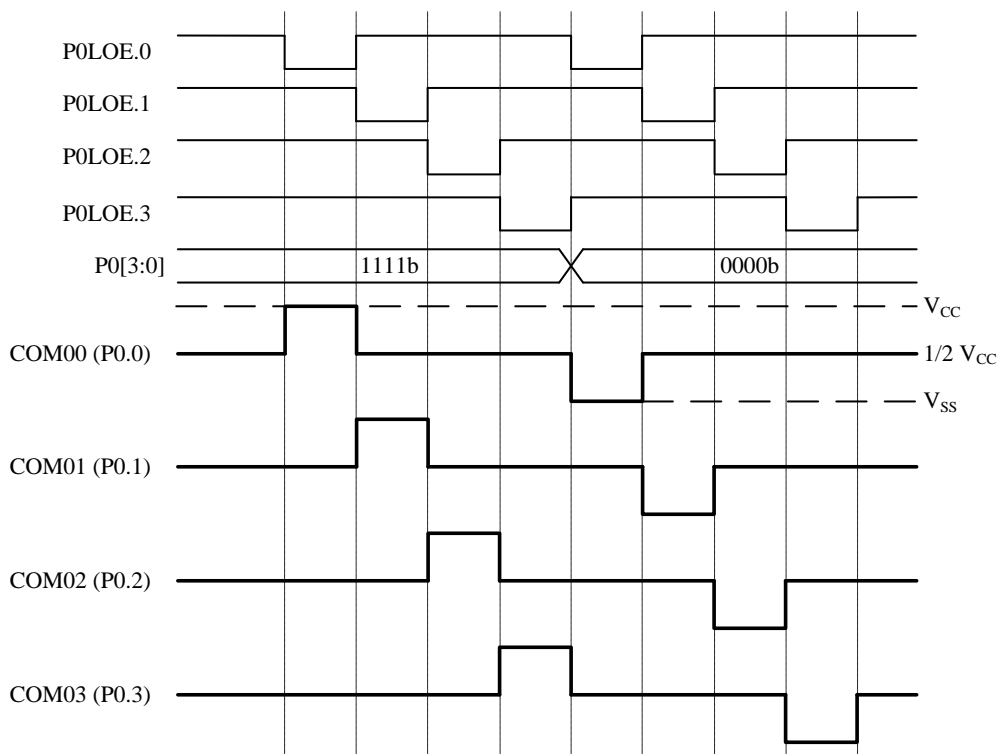 P0LOE.0
P0LOE.1
P0LOE.2
P0LOE.3
P0[3:0] 1111b 0000b
VCC
COM00 (P0.0) 1/2 VCC
VSS
COM01 (P0.1)
COM02 (P0.2)
COM03 (P0.3)